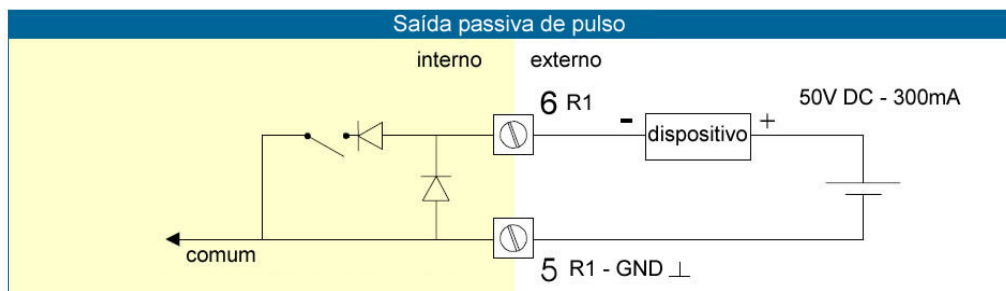 Saída passiva de pulso
interno
externo
6 R1
50V DC - 300mA
- dispositivo +
comum
5 R1 - GND ⊥